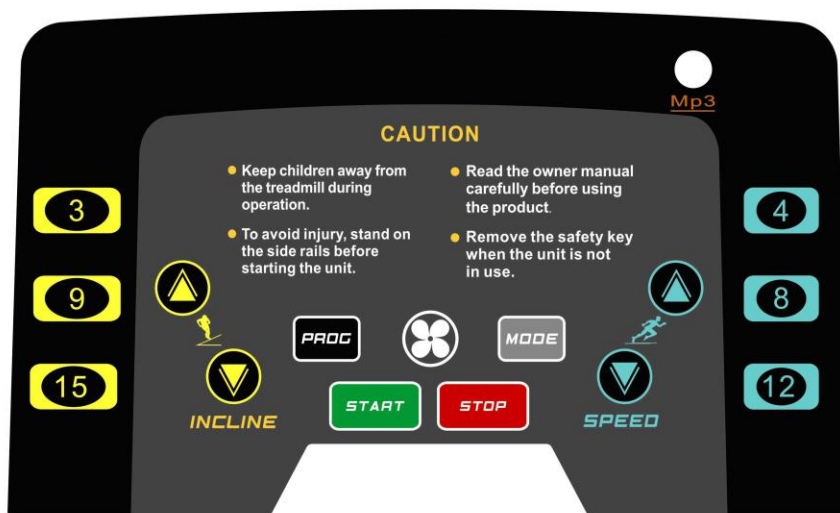 Mp3
CAUTION
Keep children away from
the treadmill during
operation.
To avoid injury, stand on
the side rails before
starting the unit.
Read the owner manual
carefully before using
the product.
Remove the safety key
when the unit is not
in use.
3
9
15
4
8
12
PROG
MODE
START
STOP
INCLINE
SPEED